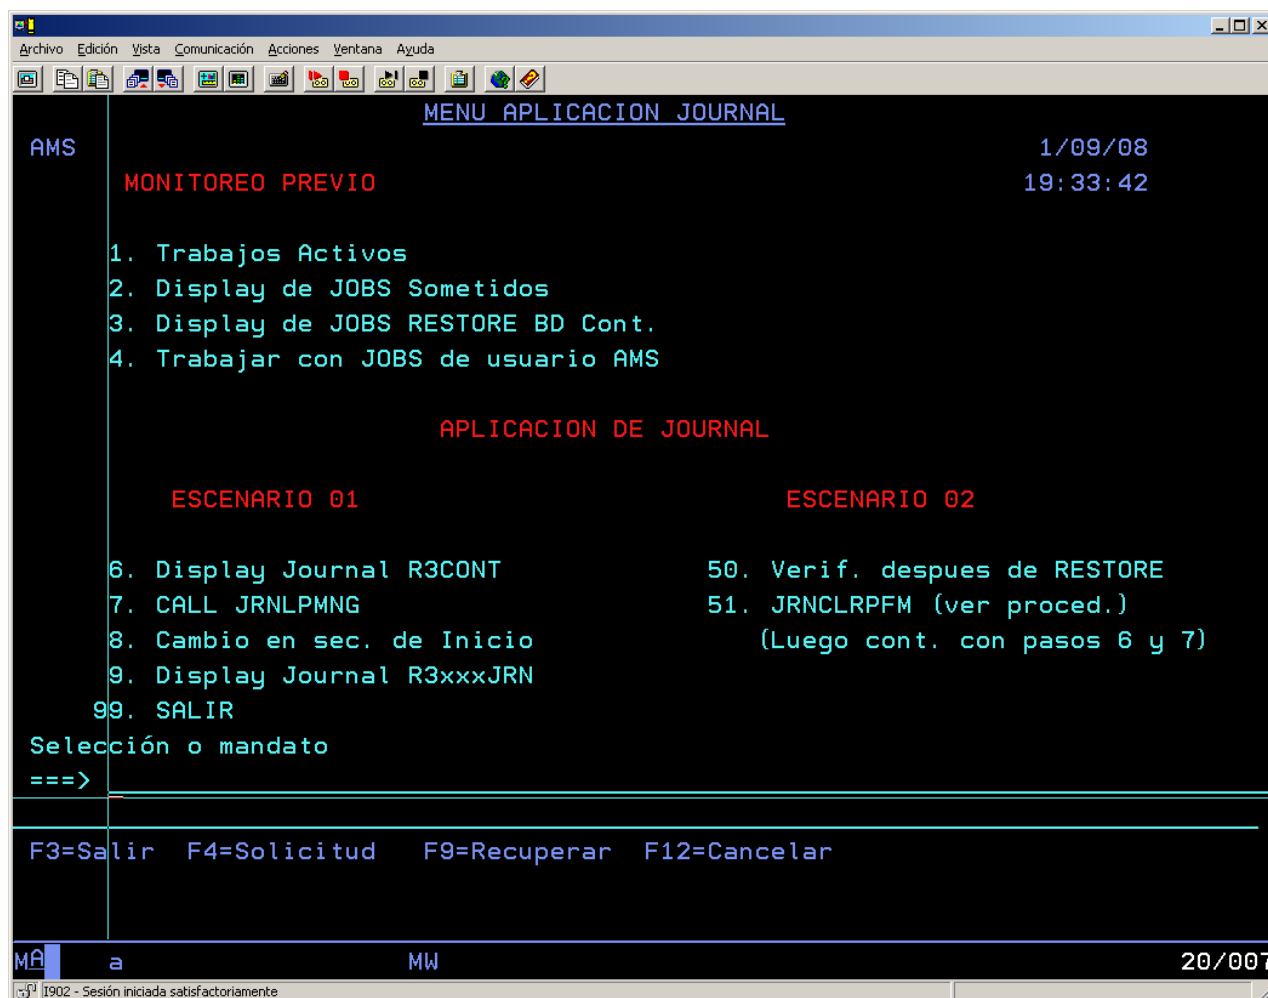 Archivo Edición Vista Comunicación Acciones Ventana Ayuda
MENU APLICACION JOURNAL
AMS 1/09/08
MONITOREO PREVIO 19:33:42
1. Trabajos Activos
2. Display de JOBS Sometidos
3. Display de JOBS RESTORE BD Cont.
4. Trabajar con JOBS de usuario AMS
APLICACION DE JOURNAL
ESCENARIO 01 ESCENARIO 02
6. Display Journal R3CONT 50. Verif. despues de RESTORE
7. CALL JRNLPMNG 51. JRNCLRPFM (ver proced.)
8. Cambio en sec. de Inicio (Luego cont. con pasos 6 y 7)
9. Display Journal R3xxxJRN
99. SALIR
Selección o mandato
===>
F3=Salir F4=Solicitud F9=Recuperar F12=Cancelar
MA a MW 20/007
I902 - Sesión iniciada satisfactoriamente